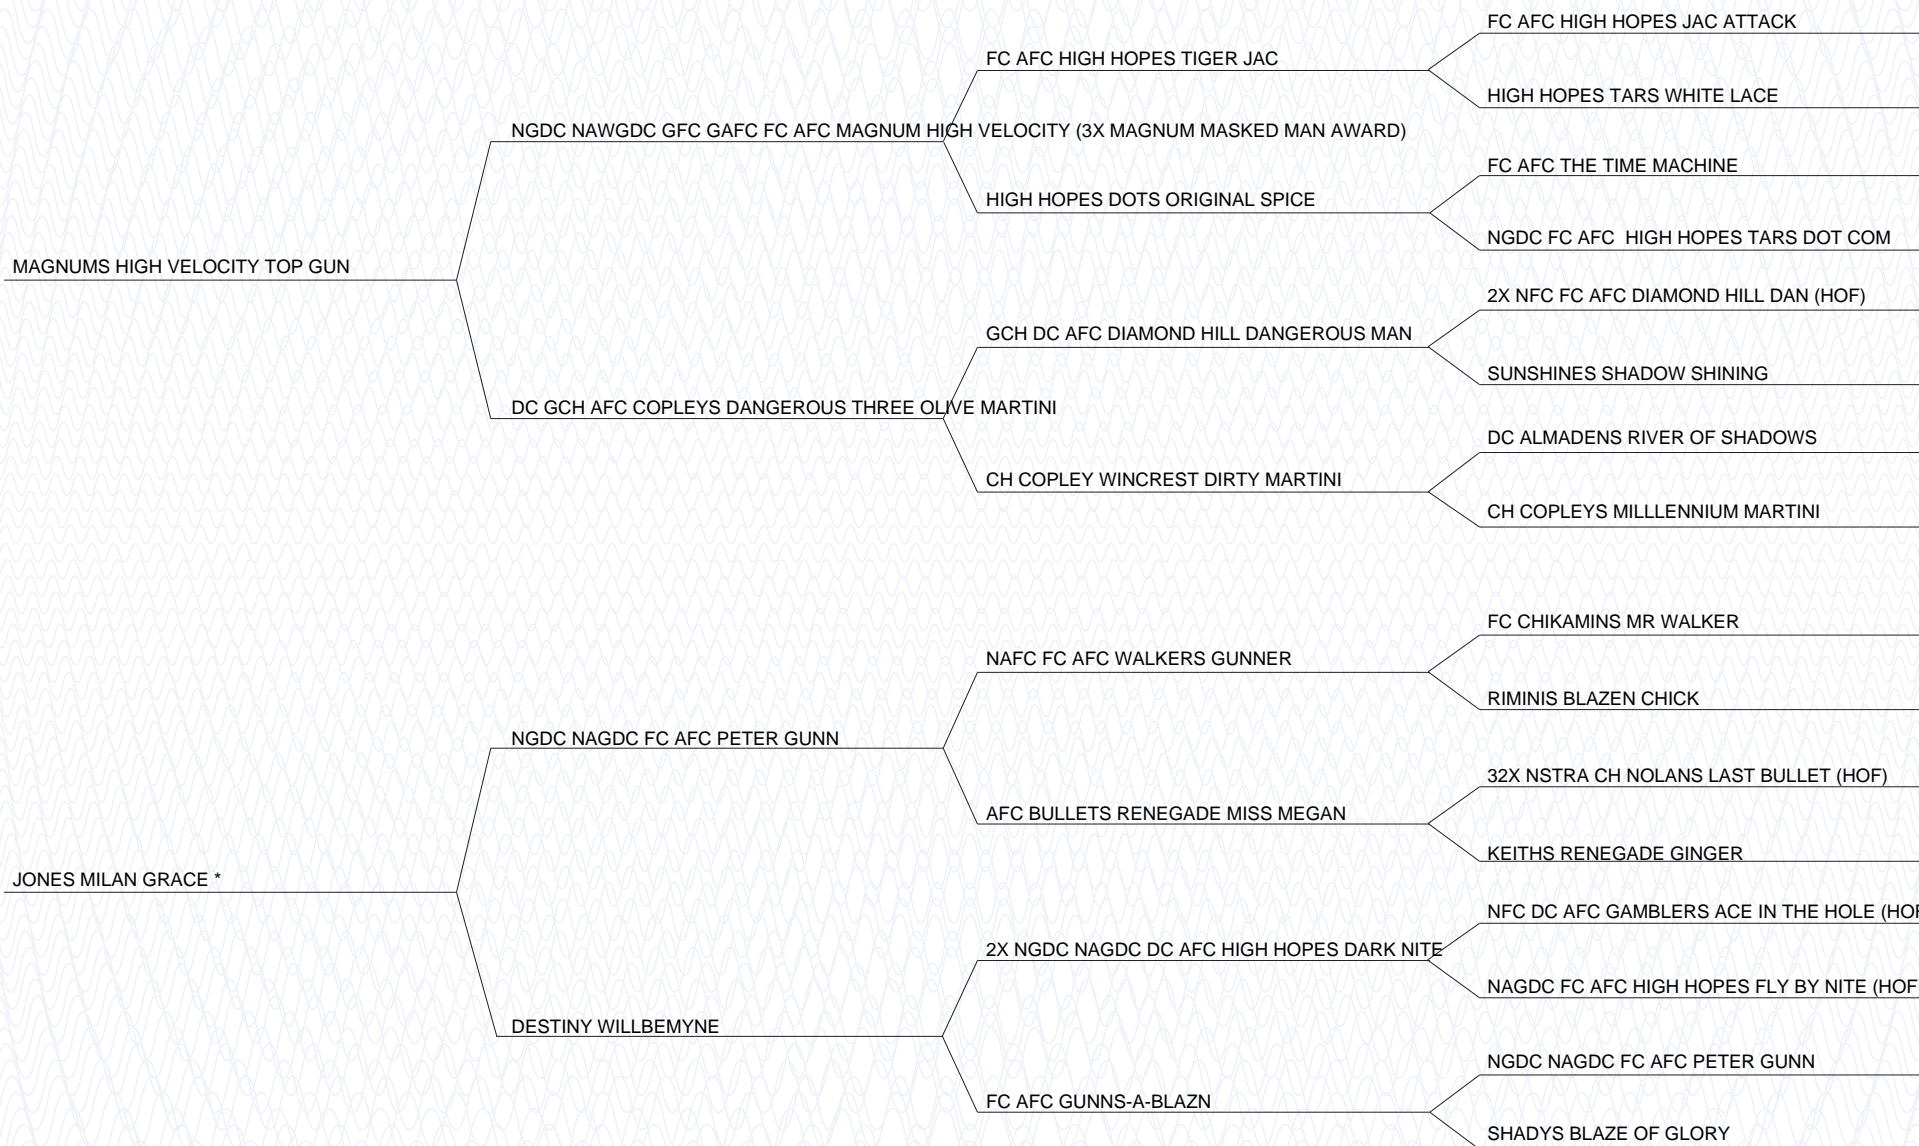 FC AFC HIGH HOPES JAC ATTACK
FC AFC HIGH HOPES TIGER JAC
HIGH HOPES TARS WHITE LACE
NGDC NAWGDC GFC GAFC FC AFC MAGNUM HIGH VELOCITY (3X MAGNUM MASKED MAN AWARD)
FC AFC THE TIME MACHINE
HIGH HOPES DOTS ORIGINAL SPICE
NGDC FC AFC  HIGH HOPES TARS DOT COM
MAGNUMS HIGH VELOCITY TOP GUN
2X NFC FC AFC DIAMOND HILL DAN (HOF)
GCH DC AFC DIAMOND HILL DANGEROUS MAN
SUNSHINES SHADOW SHINING
DC GCH AFC COPLEYS DANGEROUS THREE OLIVE MARTINI
DC ALMADENS RIVER OF SHADOWS
CH COPLEY WINCREST DIRTY MARTINI
CH COPLEYS MILLLENNIUM MARTINI
FC CHIKAMINS MR WALKER
NAFC FC AFC WALKERS GUNNER
RIMINIS BLAZEN CHICK
NGDC NAGDC FC AFC PETER GUNN
32X NSTRA CH NOLANS LAST BULLET (HOF)
AFC BULLETS RENEGADE MISS MEGAN
KEITHS RENEGADE GINGER
JONES MILAN GRACE *
NFC DC AFC GAMBLERS ACE IN THE HOLE (HOF
2X NGDC NAGDC DC AFC HIGH HOPES DARK NITE
NAGDC FC AFC HIGH HOPES FLY BY NITE (HOF
DESTINY WILLBEMYNE
NGDC NAGDC FC AFC PETER GUNN
FC AFC GUNNS-A-BLAZN
SHADYS BLAZE OF GLORY